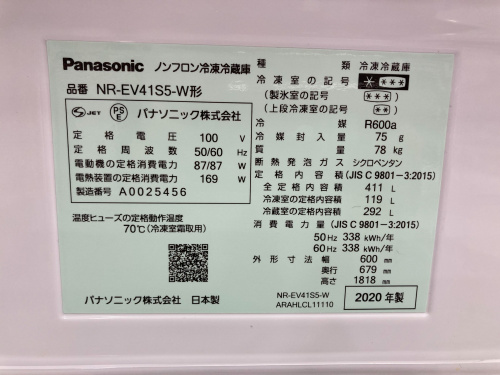 Panasonic ノンフロン冷凍冷蔵庫
品番 NR-EV41S5-W形
JET PS E パナソニック株式会社
定格電圧 100 V
定格周波数 50/60 Hz
電動機の定格消費電力 87/87 W
電熱装置の定格消費電力 169 W
製造番号 A0025456
温度ヒューズの定格動作温度
70℃(冷凍室霜取用)
パナソニック株式会社 日本製
種類 冷凍冷蔵庫
冷凍室の記号 * ***
(製氷室の記号 ***)
(上段冷凍室の記号 **)
冷媒 R600a
冷媒封入量 75 g
質量 78 kg
断熱発泡ガス シクロペンタン
定格内容積(JIS C 9801-3:2015)
全定格内容積 411 L
冷凍室の定格内容積 119 L
冷蔵室の定格内容積 292 L
消費電力量(JIS C 9801-3:2015)
50Hz 338 kWh/年
60Hz 338 kWh/年
外形寸法 幅 600 mm
奥行 679 mm
高さ 1818 mm
NR-EV41S5-W
ARAHLCL11110
2020年製